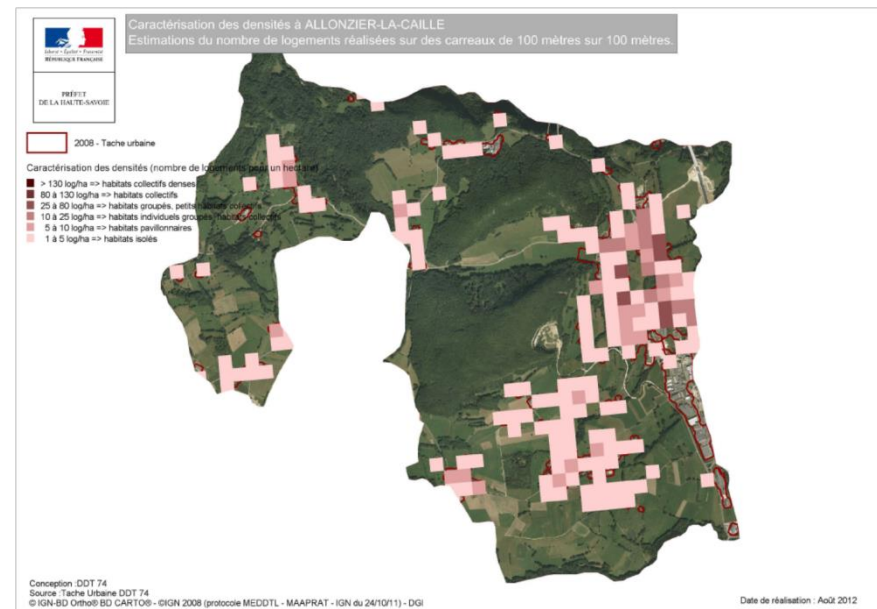 Caractérisation des densités à ALLONZIER-LA-CAILLE
Estimations du nombre de logements réalisées sur des carreaux de 100 mètres sur 100 mètres.
Liberté • Égalité • Fraternité
RÉPUBLIQUE FRANÇAISE
PRÉFET
DE LA HAUTE-SAVOIE
2008 - Tache urbaine
Caractérisation des densités (nombre de logements pour un hectare)
> 130 log/ha => habitats collectifs denses
80 à 130 log/ha => habitats collectifs
25 à 80 log/ha => habitats groupés, petits habitats collectifs
10 à 25 log/ha => habitats individuels groupés, habitats collectifs
5 à 10 log/ha => habitats pavillonnaires
1 à 5 log/ha => habitats isolés
Conception :DDT 74
Source :Tache Urbaine DDT 74
© IGN-BD Ortho® BD CARTO® - ©IGN 2008 (protocole MEDDTL - MAAPRAT - IGN du 24/10/11) - DGI
Date de réalisation : Août 2012